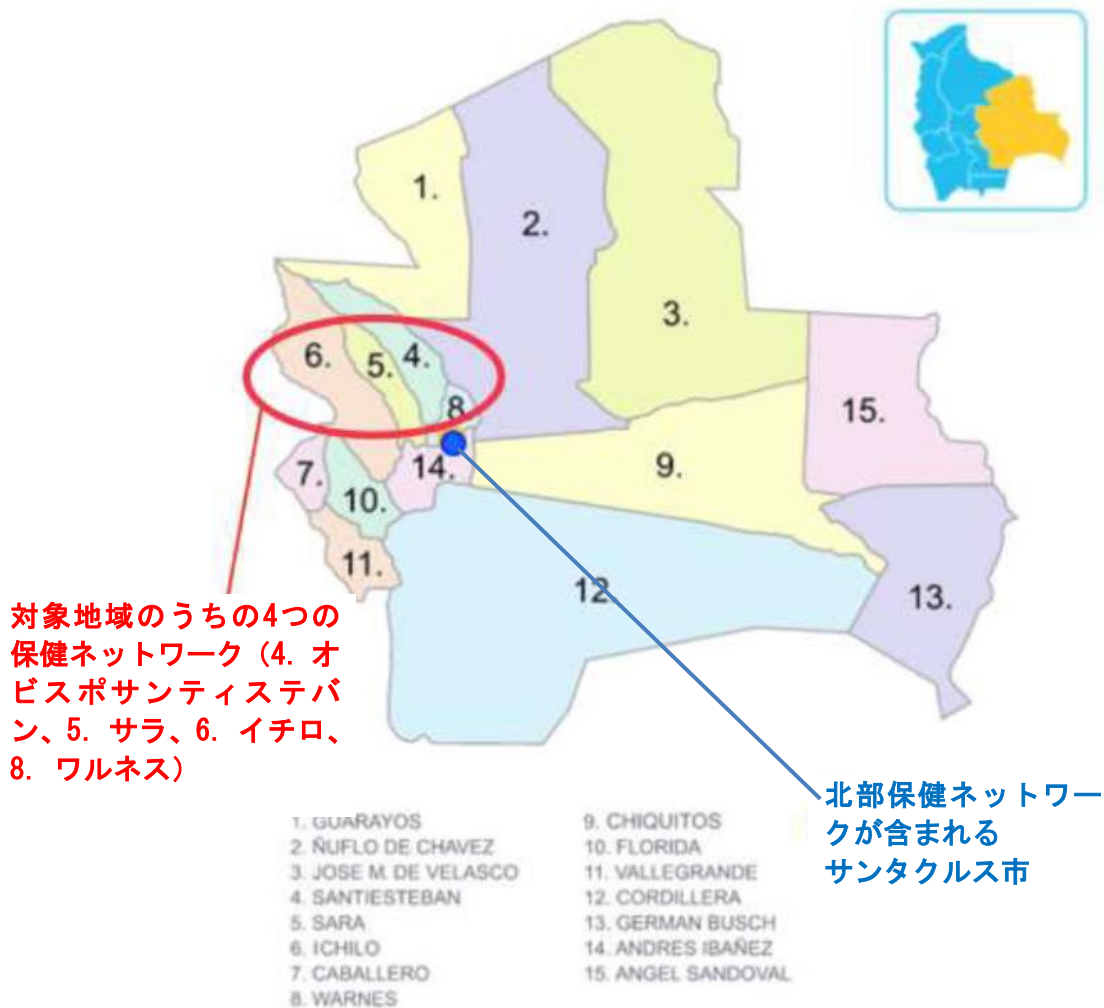 1.
2.
3.
6.
5.
4.
8
15.
7.
14.
9.
10.
11.
12.
13.
対象地域のうちの4つの
保健ネットワーク（4. オ
ビスポサンティステバ
ン、5. サラ、6. イチロ、
8. ワルネス）
北部保健ネットワー
クが含まれる
サンタクルス市
1. GUARAYOS
2. ÑUFLO DE CHAVEZ
3. JOSE M. DE VELASCO
4. SANTIESTEBAN
5. SARA
6. ICHILO
7. CABALLERO
8. WARNES
9. CHIQUITOS
10. FLORIDA
11. VALLEGRANDE
12. CORDILLERA
13. GERMAN BUSCH
14. ANDRES IBAÑEZ
15. ANGEL SANDOVAL